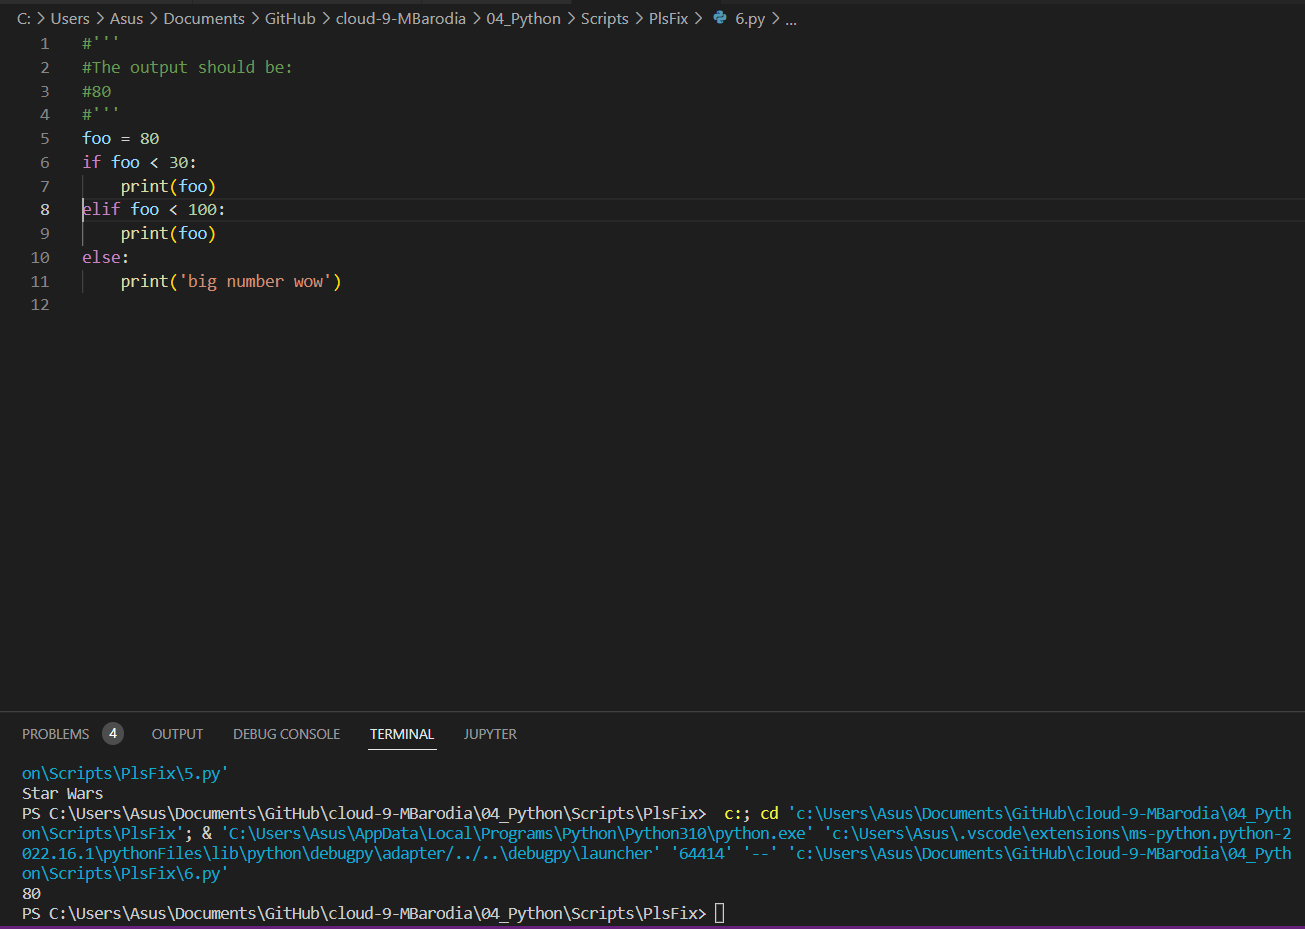 C: > Users > Asus > Documents > GitHub > cloud-9-MBarodia > 04_Python > Scripts > PlsFix > 6.py > ...
1 #'''
2 #The output should be:
3 #80
4 #'''
5 foo = 80
6 if foo < 30:
7     print(foo)
8 elif foo < 100:
9     print(foo)
10 else:
11     print('big number wow')
12
PROBLEMS 4 OUTPUT DEBUG CONSOLE TERMINAL JUPYTER
on\Scripts\PlsFix\5.py'
Star Wars
PS C:\Users\Asus\Documents\GitHub\cloud-9-MBarodia\04_Python\Scripts\PlsFix>  c:; cd 'c:\Users\Asus\Documents\GitHub\cloud-9-MBarodia\04_Pyth
on\Scripts\PlsFix'; & 'C:\Users\Asus\AppData\Local\Programs\Python\Python310\python.exe' 'c:\Users\Asus\.vscode\extensions\ms-python.python-2
022.16.1\pythonFiles\lib\python\debugpy\adapter/../..\debugpy\launcher' '64414' '--' 'c:\Users\Asus\Documents\GitHub\cloud-9-MBarodia\04_Pyth
on\Scripts\PlsFix\6.py'
80
PS C:\Users\Asus\Documents\GitHub\cloud-9-MBarodia\04_Python\Scripts\PlsFix>